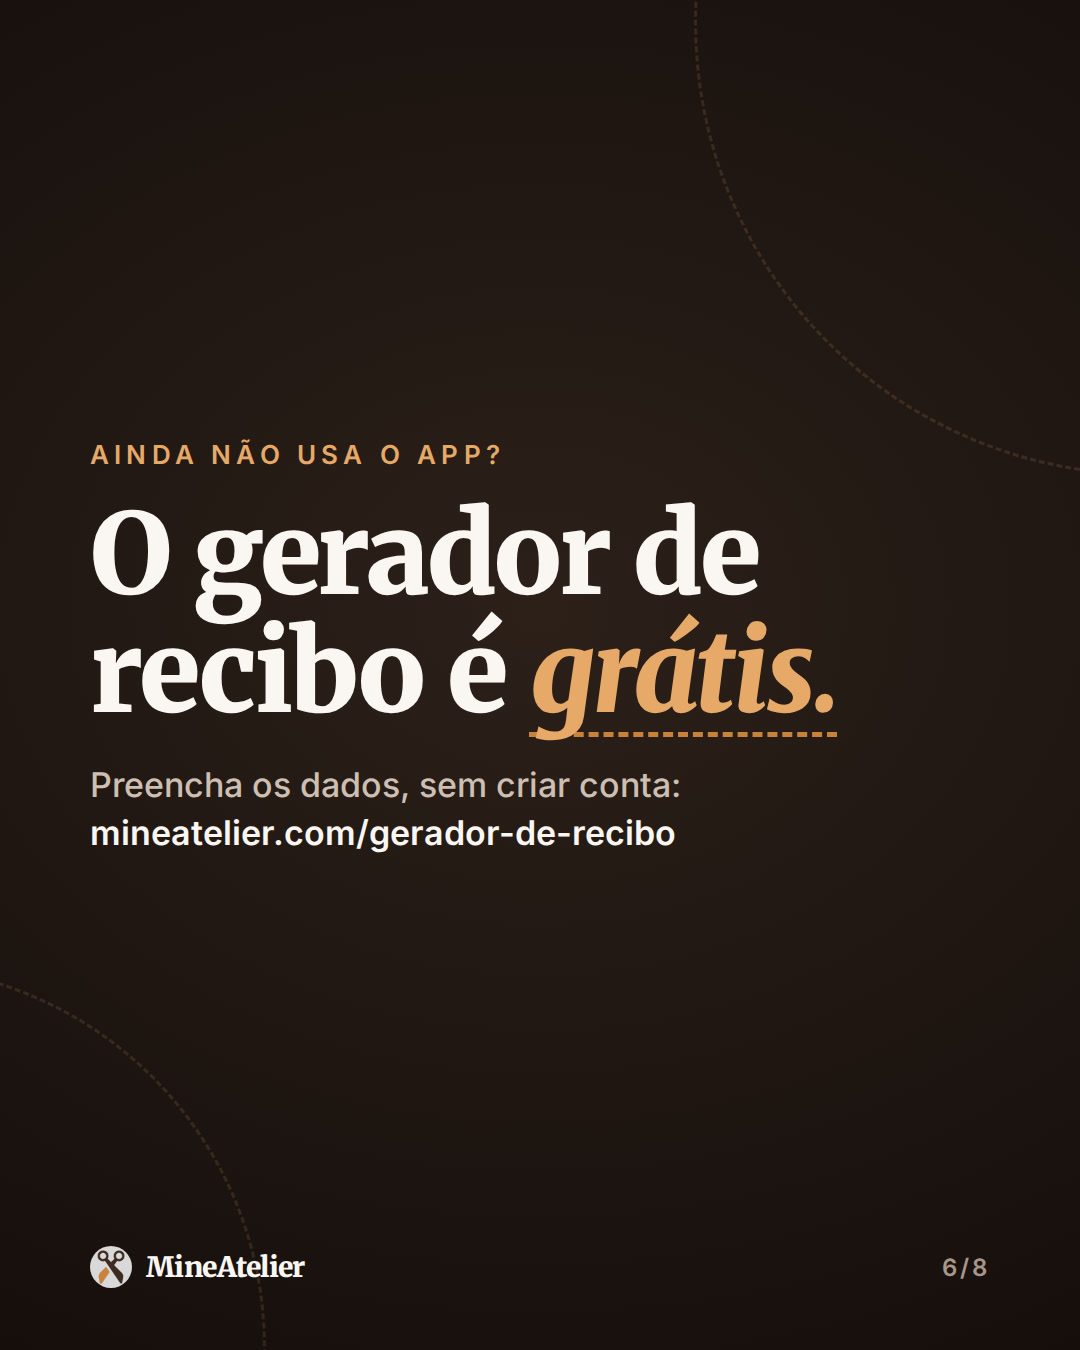 AINDA NÃO USA O APP?
O gerador de
recibo é grátis.
Preencha os dados, sem criar conta:
mineatelier.com/gerador-de-recibo
MineAtelier
6/8